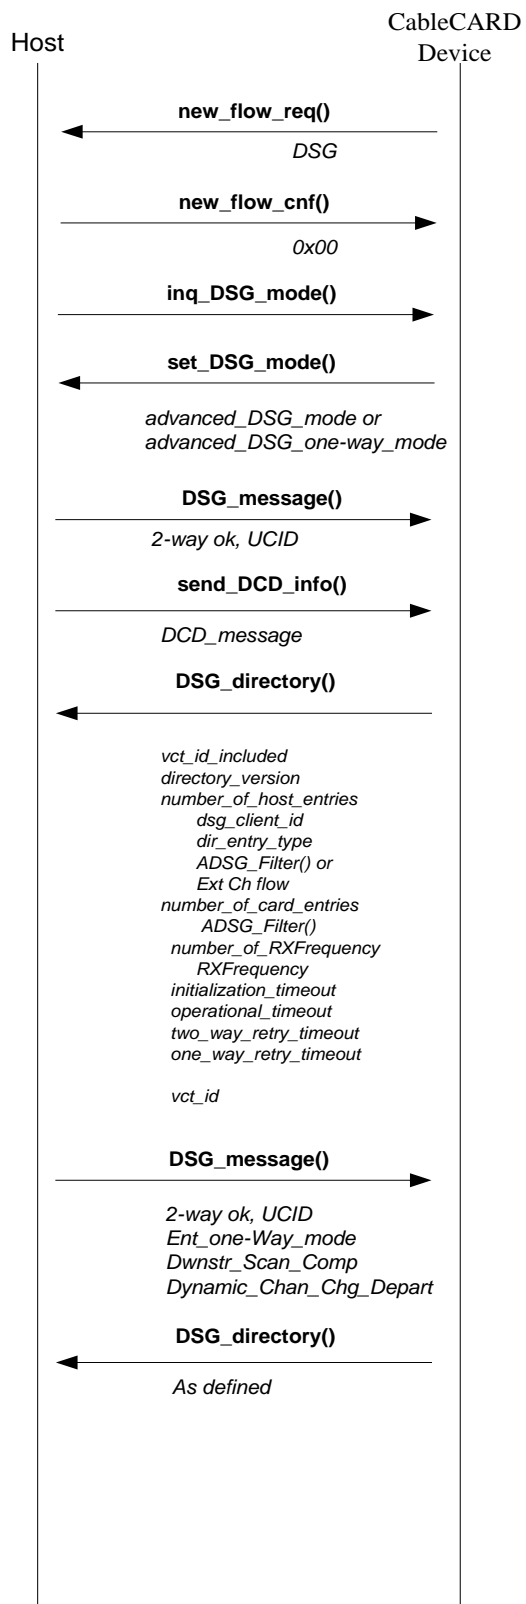 Host
CableCARD
Device
new_flow_req()
DSG
new_flow_cnf()
0x00
inq_DSG_mode()
set_DSG_mode()
advanced_DSG_mode or
advanced_DSG_one-way_mode
DSG_message()
2-way ok, UCID
send_DCD_info()
DCD_message
DSG_directory()
vct_id_included
directory_version
number_of_host_entries
dsg_client_id
dir_entry_type
ADSG_Filter() or
Ext Ch flow
number_of_card_entries
ADSG_Filter()
number_of_RXFrequency
RXFrequency
initialization_timeout
operational_timeout
two_way_retry_timeout
one_way_retry_timeout
vct_id
DSG_message()
2-way ok, UCID
Ent_one-Way_mode
Dwnstr_Scan_Comp
Dynamic_Chan_Chg_Depart
DSG_directory()
As defined